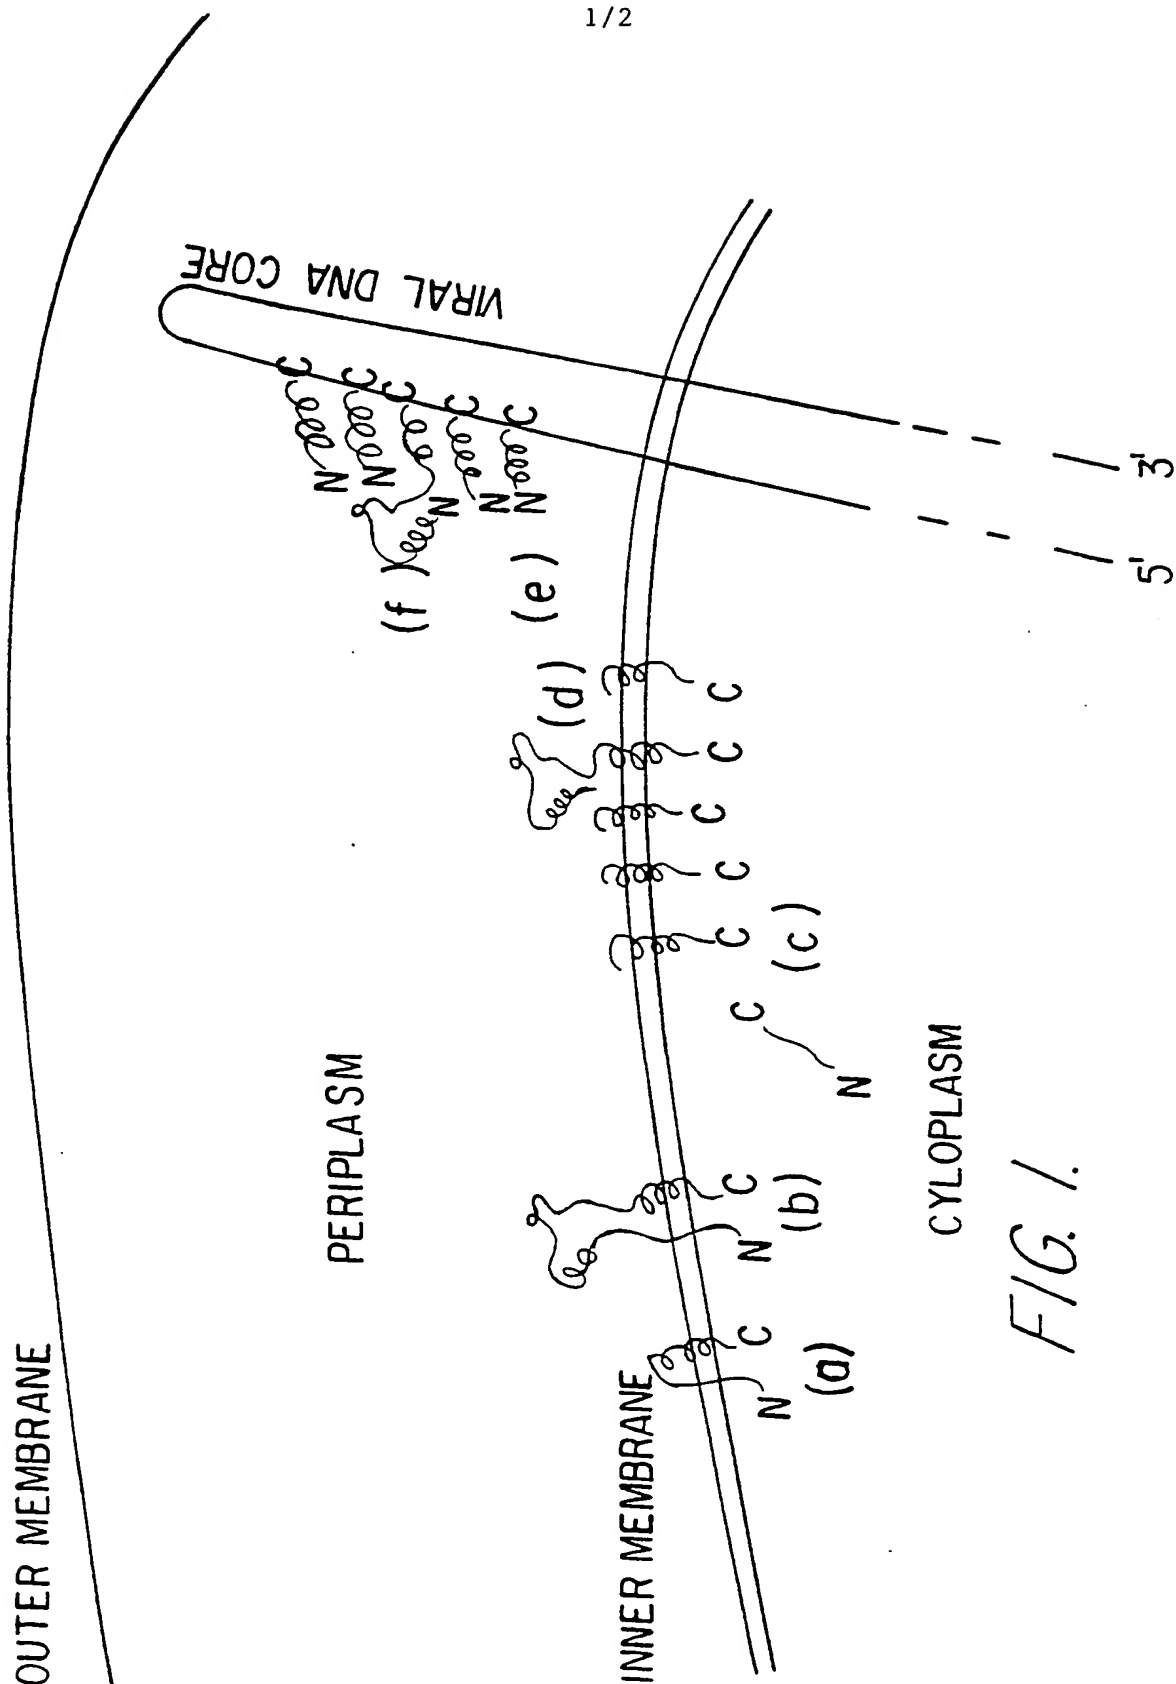 1/2
OUTER MEMBRANE
VIRAL DNA CORE
C
C
C
C
C
N
N
N
N
N
(f)
(e)
PERIPLASM
(d)
INNER MEMBRANE
N
C
(a)
N
C
(b)
N
C
C
(c)
C
C
C
C
5'
3'
CYLOPLASM
FIG. 1.